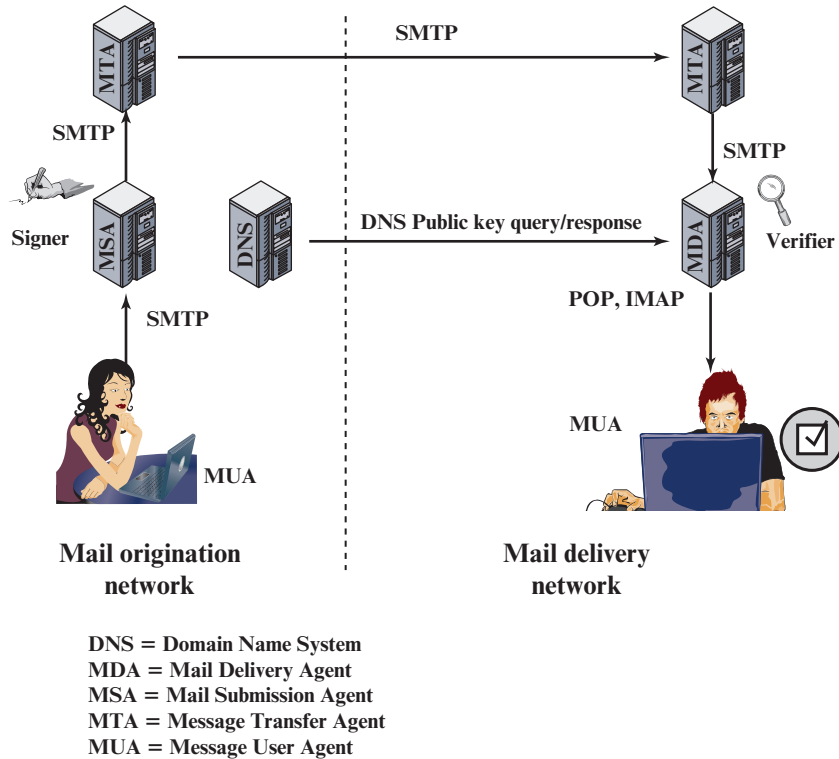 SMTP
MTA
MTA
SMTP
SMTP
Signer
MSA
DNS
DNS Public key query/response
MDA
Verifier
SMTP
POP, IMAP
MUA
MUA
Mail origination
network
Mail delivery
network
DNS = Domain Name System
MDA = Mail Delivery Agent
MSA = Mail Submission Agent
MTA = Message Transfer Agent
MUA = Message User Agent